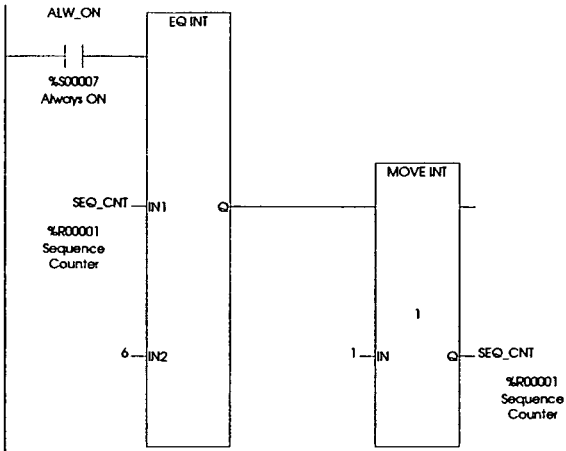 ALW_ON
EQ INT
%S00007
Always ON
MOVE INT
SEQ_CNT
IN1
Q
%R00001
Sequence
Counter
1
6
IN2
1
IN
Q
SEQ_CNT
%R00001
Sequence
Counter